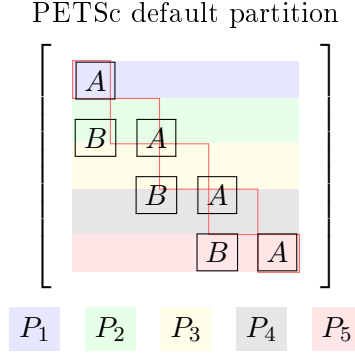 PETSc default partition
A
B A
B A
B A
P1 P2 P3 P4 P5